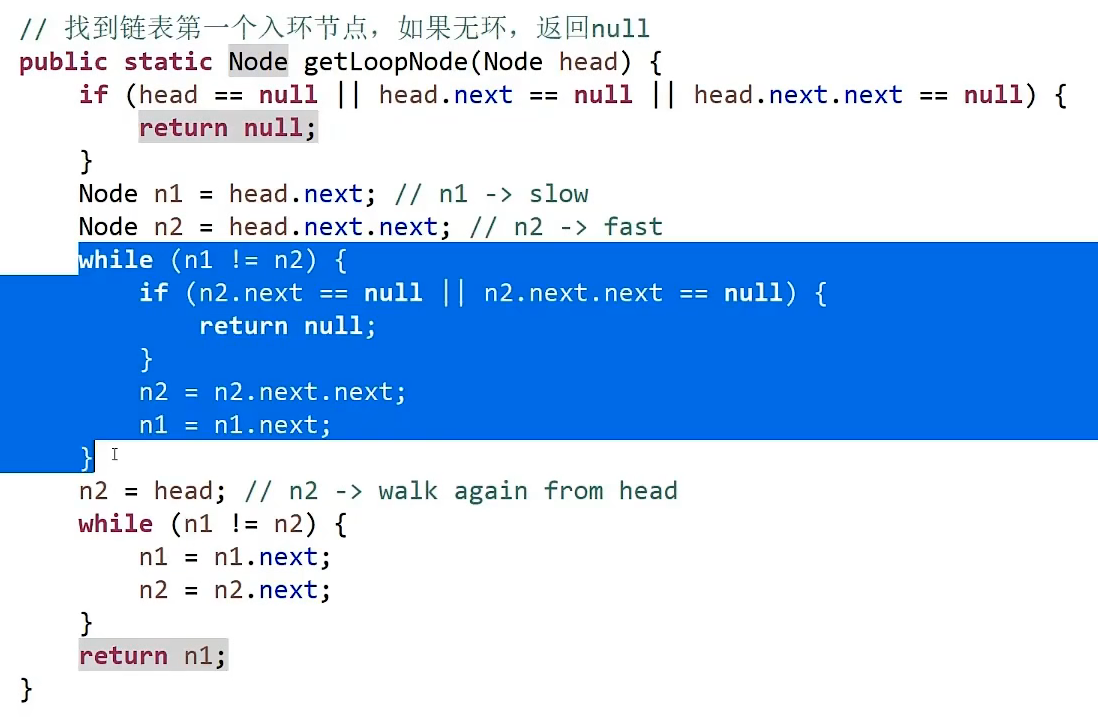 // 找到链表第一个入环节点，如果无环，返回null
public static Node getLoopNode(Node head) {
    if (head == null || head.next == null || head.next.next == null) {
        return null;
    }
    Node n1 = head.next; // n1 -> slow
    Node n2 = head.next.next; // n2 -> fast
    while (n1 != n2) {
        if (n2.next == null || n2.next.next == null) {
            return null;
        }
        n2 = n2.next.next;
        n1 = n1.next;
    }
    n2 = head; // n2 -> walk again from head
    while (n1 != n2) {
        n1 = n1.next;
        n2 = n2.next;
    }
    return n1;
}